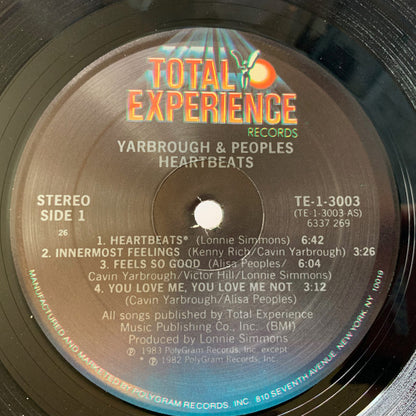 TOTAL
EXPERIENCE
RECORDS
YARBROUGH & PEOPLES
HEARTBEATS
STEREO
SIDE 1
26
TE-1-3003
(TE-1-3003-AS)
6337 269
1. HEARTBEATS* (Lonnie Simmons) 6:42
2. INNERMOST FEELINGS (Kenny Rich/Cavin Yarbrough) 3:26
3. FEELS SO GOOD (Alisa Peoples/ 6:04
Cavin Yarbrough/Victor Hill/Lonnie Simmons)
4. YOU LOVE ME, YOU LOVE ME NOT 3:12
(Cavin Yarbrough/Alisa Peoples)
All songs published by Total Experience
Music Publishing Co., Inc. (BMI)
Produced by Lonnie Simmons
℗ 1983 PolyGram Records, Inc. except
* ℗ 1982 PolyGram Records, Inc.
MANUFACTURED AND MARKETED BY POLYGRAM RECORDS, INC. 810 SEVENTH AVENUE, NEW YORK, N.Y. 10019